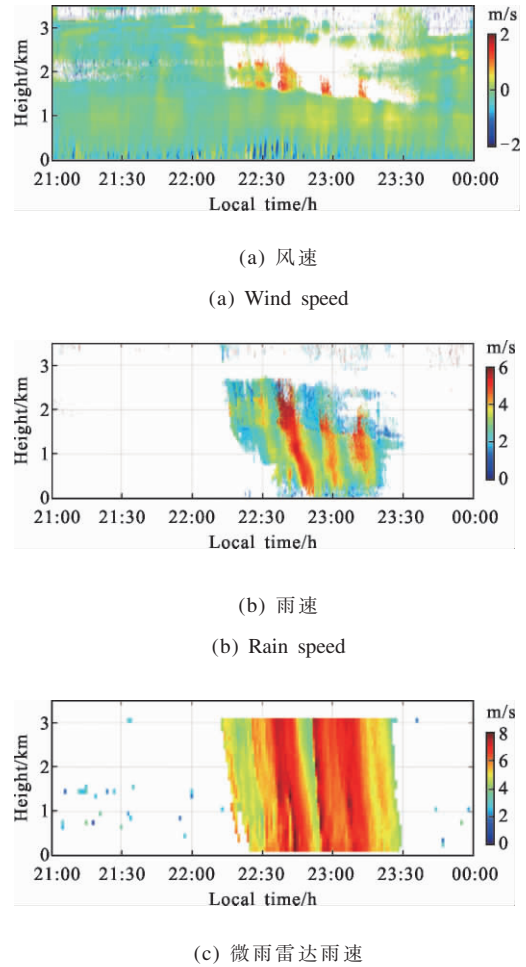 m/s
3
2
1
0
Height/km
2
0
−2
21:00 21:30 22:00 22:30 23:00 23:30 00:00
Local time/h
(a) 风速
(a) Wind speed
m/s
3
2
1
0
Height/km
6
4
2
0
21:00 21:30 22:00 22:30 23:00 23:30 00:00
Local time/h
(b) 雨速
(b) Rain speed
m/s
3
2
1
0
Height/km
8
6
4
2
0
21:00 21:30 22:00 22:30 23:00 23:30 00:00
Local time/h
(c) 微雨雷达雨速